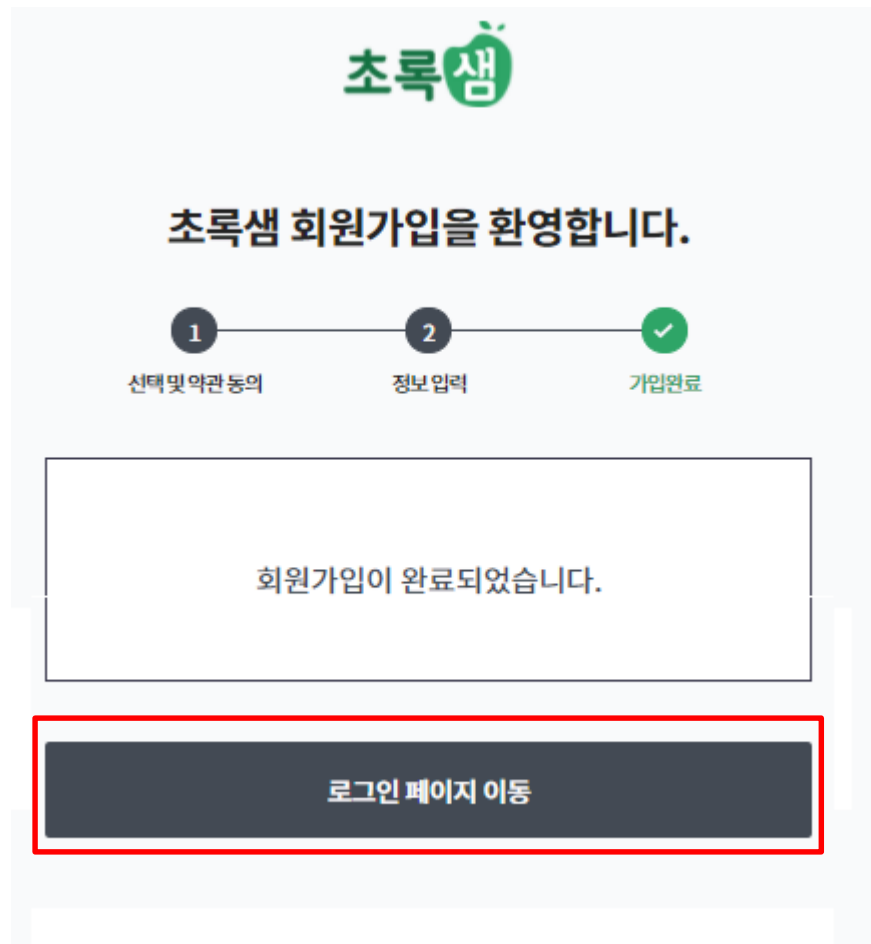 초록샘
초록샘 회원가입을 환영합니다.
1
2
선택 및 약관 동의
정보 입력
가입완료
회원가입이 완료되었습니다.
로그인 페이지 이동